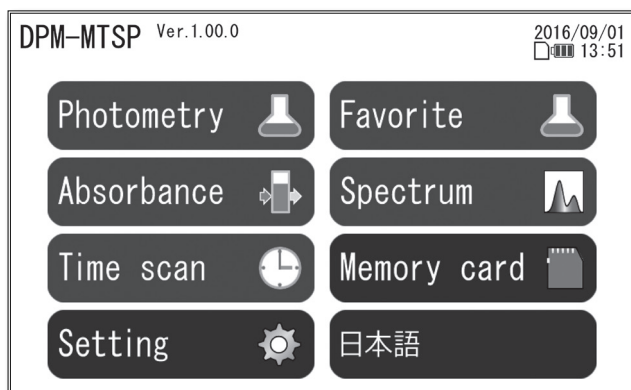 DPM-MTSP Ver.1.00.0
2016/09/01
13:51
Photometry
Favorite
Absorbance
Spectrum
Time scan
Memory card
Setting
日本語